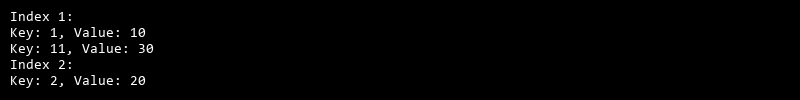 Index 1:
Key: 1, Value: 10
Key: 11, Value: 30
Index 2:
Key: 2, Value: 20